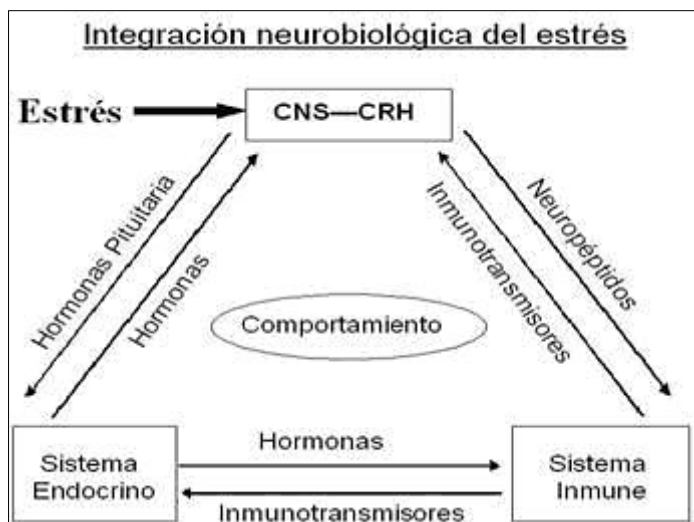 Integración neurobiológica del estrés
Estrés
CNS—CRH
Hormonas Pituitaria
Hormonas
Inmunotransmisores
Neuropéptidos
Comportamiento
Sistema
Endocrino
Hormonas
Inmunotransmisores
Sistema
Inmune